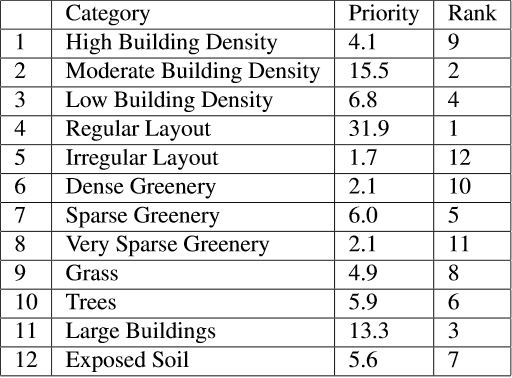 Category Priority Rank
1 High Building Density 4.1 9
2 Moderate Building Density 15.5 2
3 Low Building Density 6.8 4
4 Regular Layout 31.9 1
5 Irregular Layout 1.7 12
6 Dense Greenery 2.1 10
7 Sparse Greenery 6.0 5
8 Very Sparse Greenery 2.1 11
9 Grass 4.9 8
10 Trees 5.9 6
11 Large Buildings 13.3 3
12 Exposed Soil 5.6 7